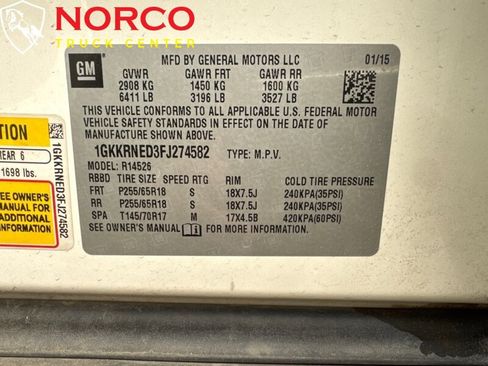 NORCO
TRUCK CENTER
GM
MFD BY GENERAL MOTORS LLC 01/15
GVWR GAWR FRT GAWR RR
2908 KG 1450 KG 1600 KG
6411 LB 3196 LB 3527 LB
THIS VEHICLE CONFORMS TO ALL APPLICABLE U.S. FEDERAL MOTOR
VEHICLE SAFETY STANDARDS IN EFFECT ON THE DATE OF
MANUFACTURE SHOWN ABOVE.
1GKKRNED3FJ274582 TYPE: M.P.V.
MODEL: R14526
RBBD TIRE SIZE SPEED RTG RIM COLD TIRE PRESSURE
FRT P255/65R18 S 18X7.5J 240KPA(35PSI)
RR P255/65R18 S 18X7.5J 240KPA(35PSI)
SPA T145/70R17 M 17X4.5B 420KPA(60PSI)
SEE OWNER'S MANUAL FOR MORE INFORMATION.
REAR 6
1698 lbs.
SEE OWNER'S
MANUAL FOR
ADDITIONAL
INFORMATION
1GKKRNED3FJ274582